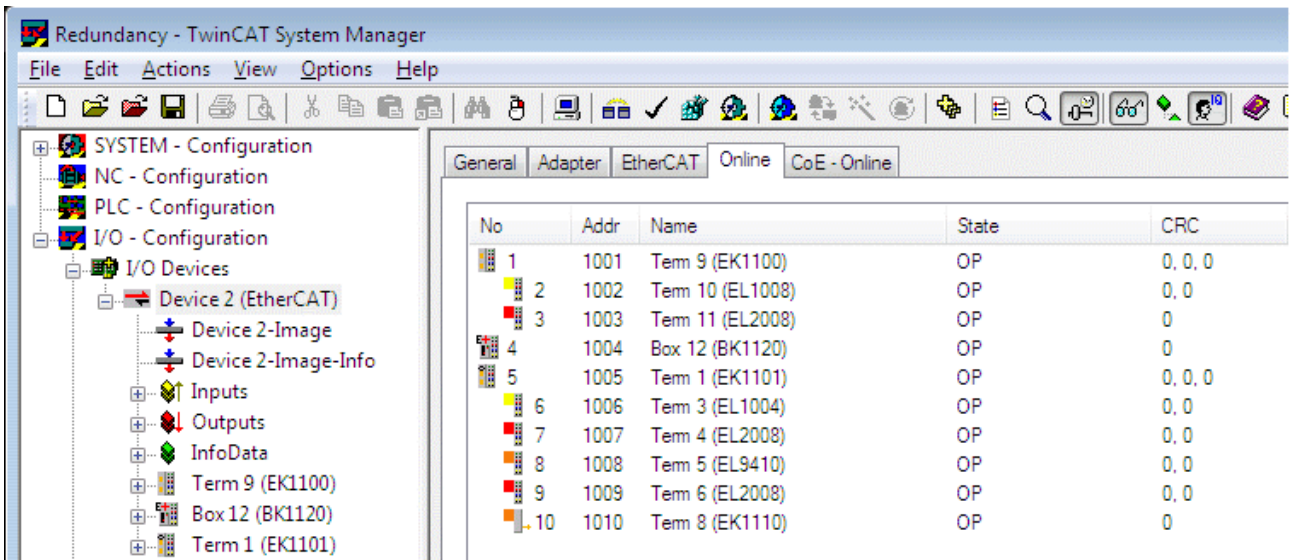 Redundancy - TwinCAT System Manager
File Edit Actions View Options Help
SYSTEM - Configuration
NC - Configuration
PLC - Configuration
I/O - Configuration
I/O Devices
Device 2 (EtherCAT)
Device 2-Image
Device 2-Image-Info
Inputs
Outputs
InfoData
Term 9 (EK1100)
Box 12 (BK1120)
Term 1 (EK1101)
General Adapter EtherCAT Online CoE - Online
No Addr Name State CRC
1 1001 Term 9 (EK1100) OP 0, 0, 0
2 1002 Term 10 (EL1008) OP 0, 0
3 1003 Term 11 (EL2008) OP 0
4 1004 Box 12 (BK1120) OP 0
5 1005 Term 1 (EK1101) OP 0, 0, 0
6 1006 Term 3 (EL1004) OP 0, 0
7 1007 Term 4 (EL2008) OP 0, 0
8 1008 Term 5 (EL9410) OP 0, 0
9 1009 Term 6 (EL2008) OP 0, 0
10 1010 Term 8 (EK1110) OP 0